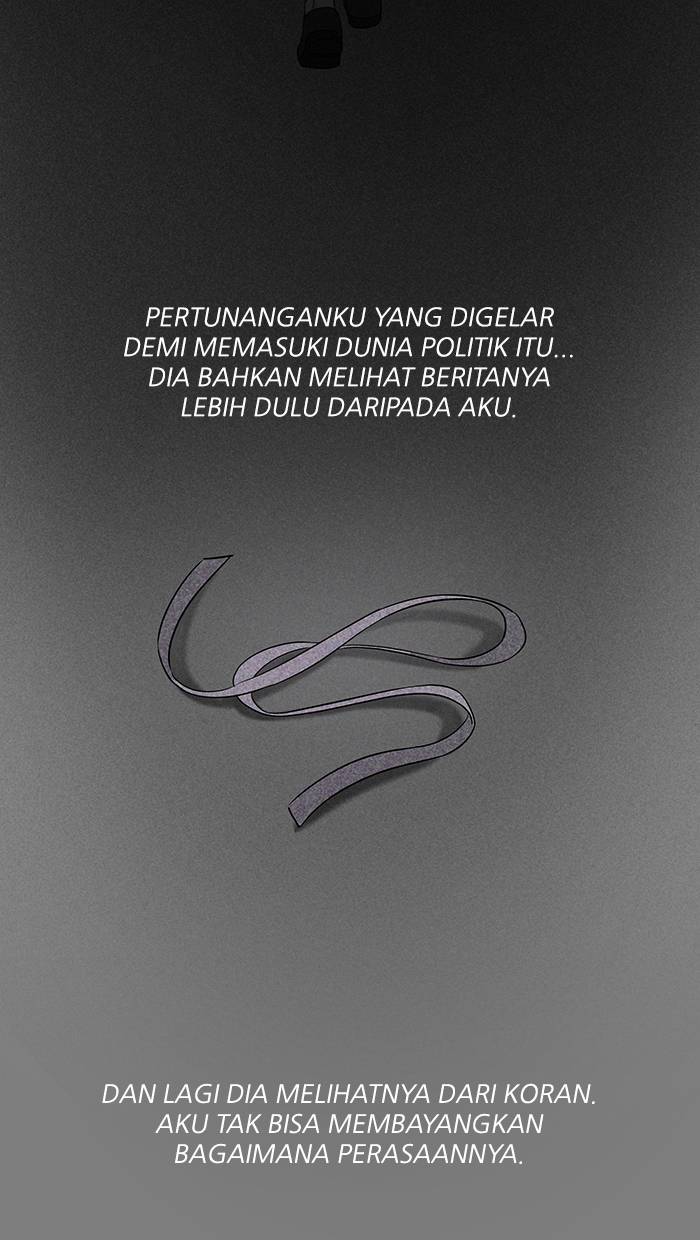 PERTUNANGANKU YANG DIGELAR
DEMI MEMASUKI DUNIA POLITIK ITU...
DIA BAHKAN MELIHAT BERITANYA
LEBIH DULU DARIPADA AKU.
DAN LAGI DIA MELIHATNYA DARI KORAN.
AKU TAK BISA MEMBAYANGKAN
BAGAIMANA PERASAANNYA.